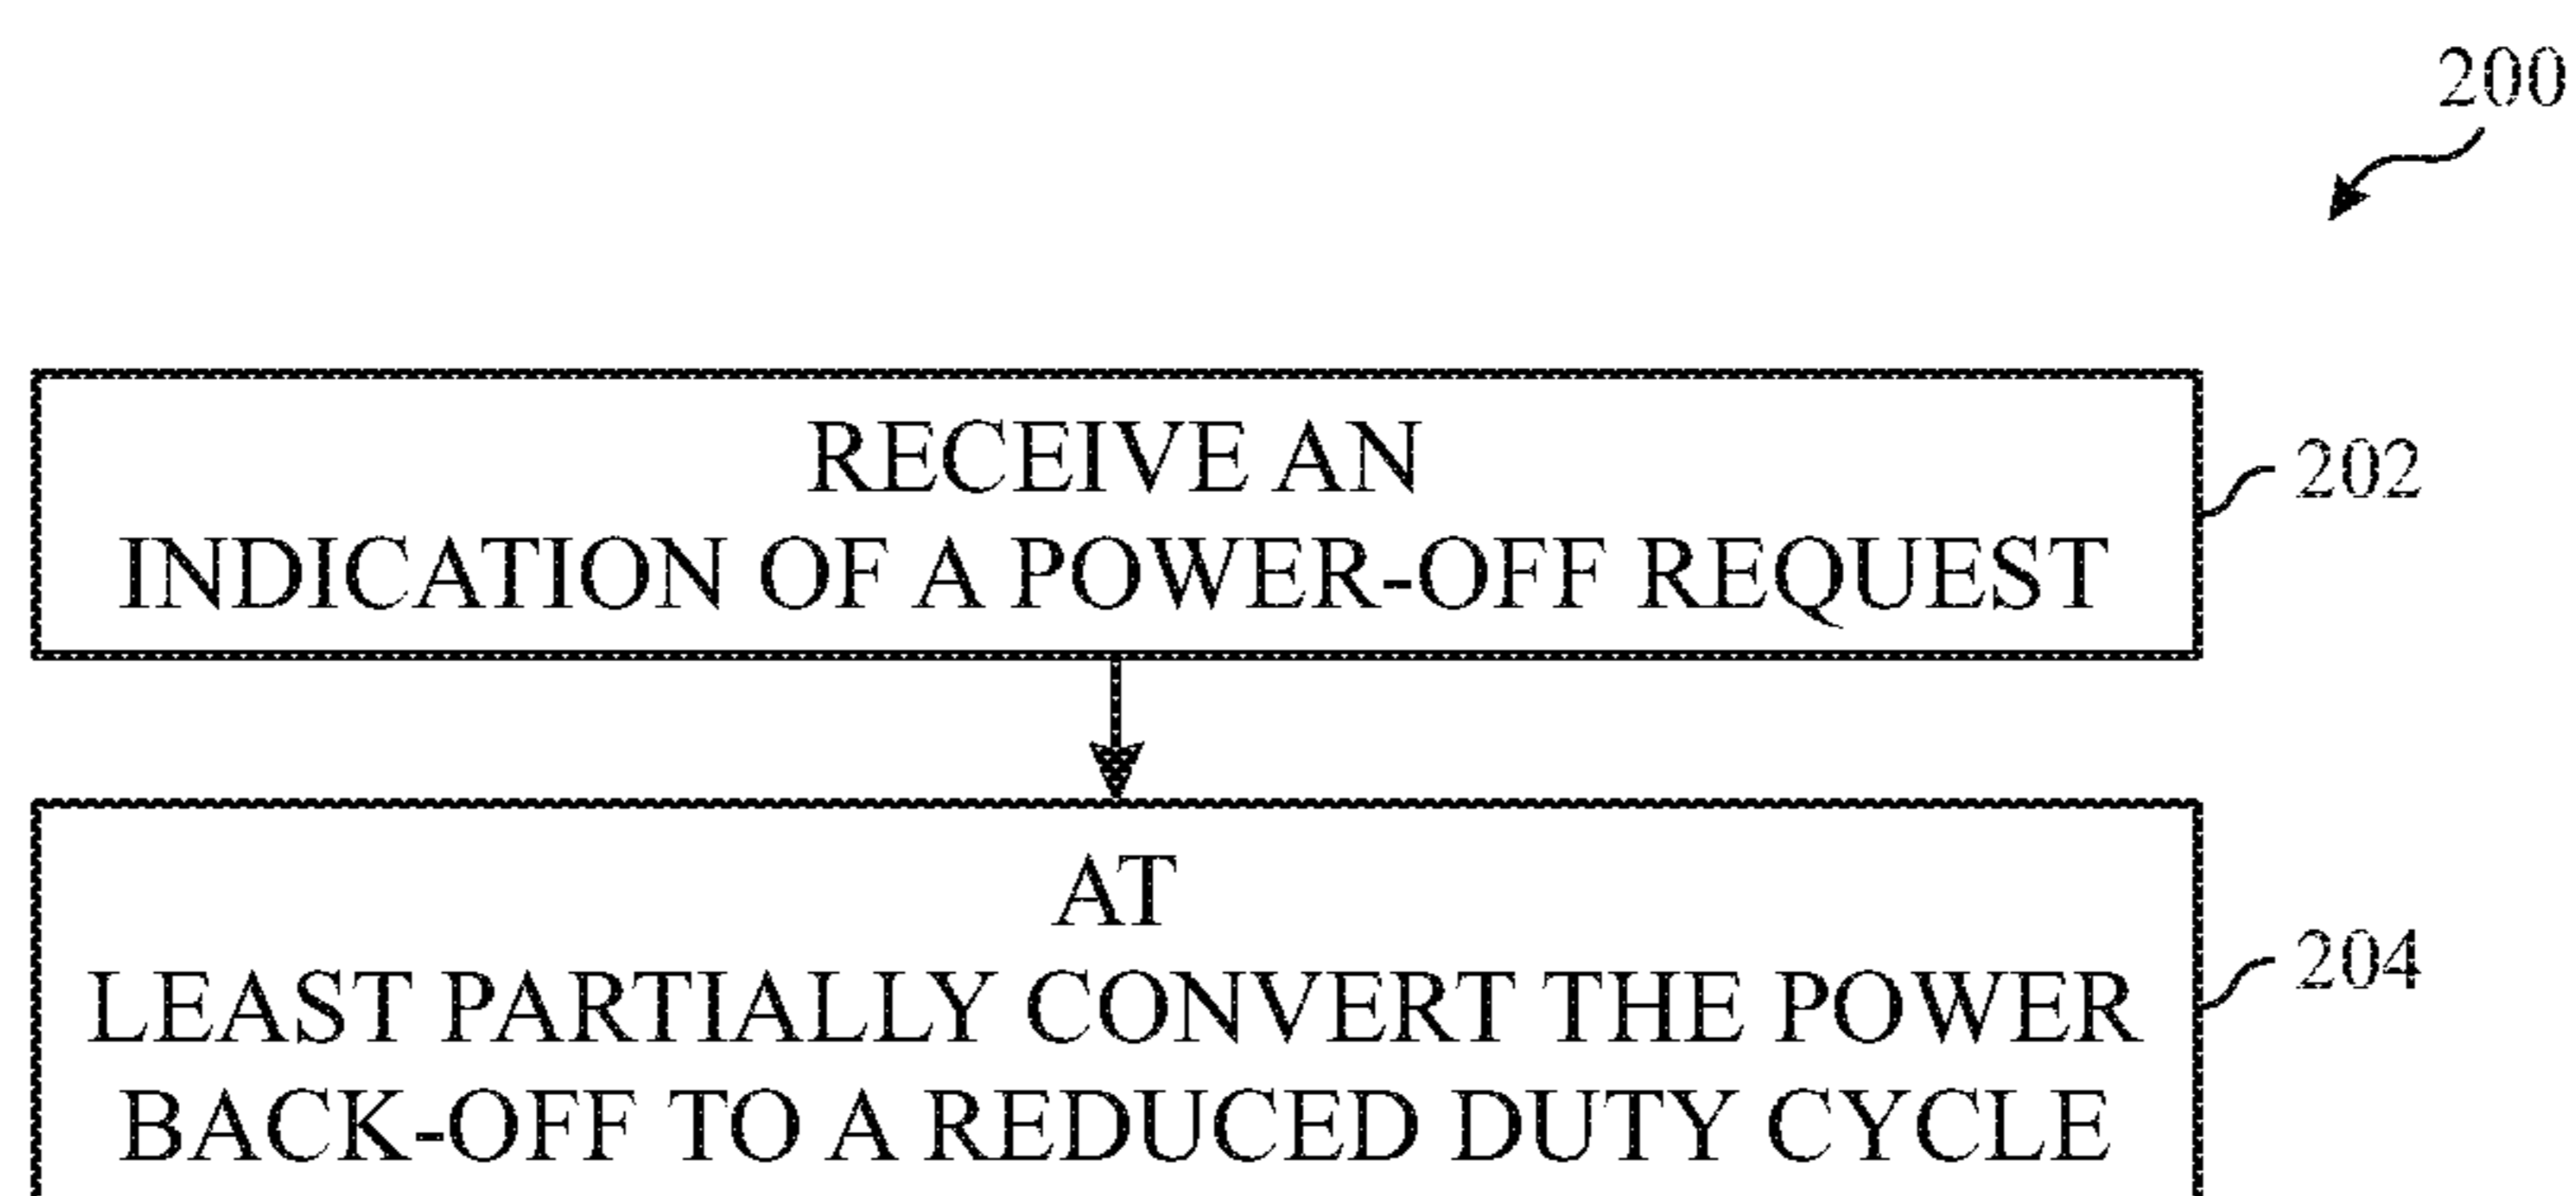 200
RECEIVE AN
INDICATION OF A POWER-OFF REQUEST
202
AT
LEAST PARTIALLY CONVERT THE POWER
BACK-OFF TO A REDUCED DUTY CYCLE
204